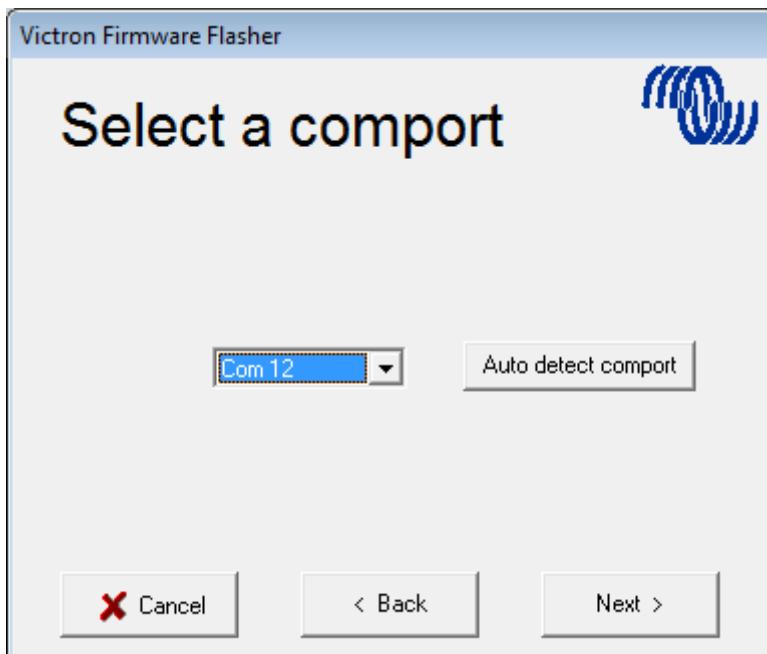 Victron Firmware Flasher
Select a comport
Com 12
Auto detect comport
Cancel
< Back
Next >